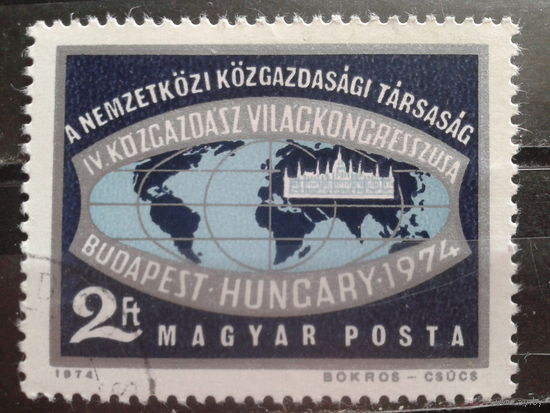 A NEMZETKÖZI KÖZGAZDASÁGI TÁRSASÁG
IV. KÖZGAZDÁSZ VILÁGKONGRESSZUSA
BUDAPEST·HUNGARY·1974
2 Ft MAGYAR POSTA
1974 BOKROS – CSÚCS